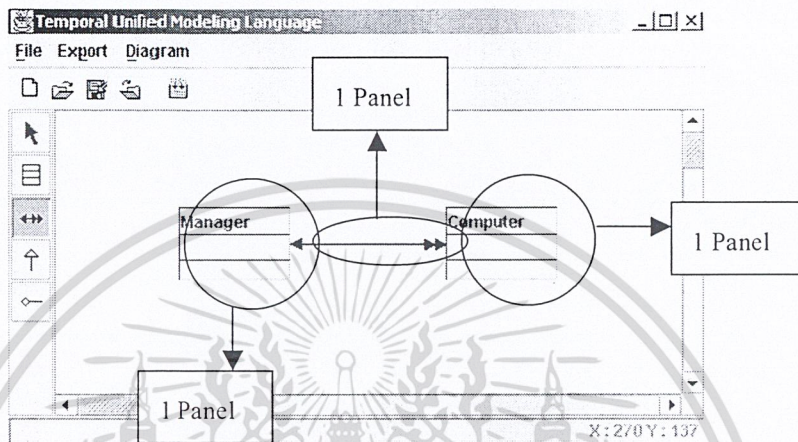 Temporal Unified Modeling Language
File Export Diagram
1 Panel
Manager
Computer
1 Panel
1 Panel
X:270 Y:137